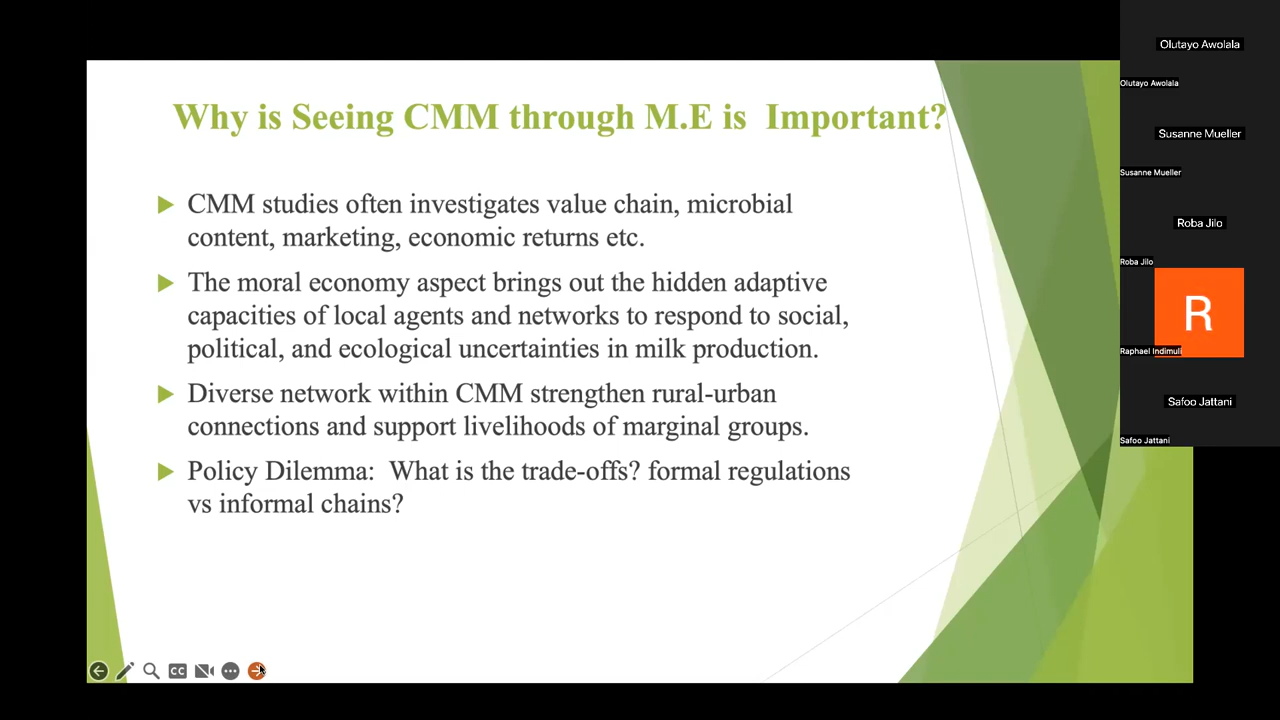 Why is Seeing CMM through M.E is  Important?
CMM studies often investigates value chain, microbial
content, marketing, economic returns etc.
The moral economy aspect brings out the hidden adaptive
capacities of local agents and networks to respond to social,
political, and ecological uncertainties in milk production.
Diverse network within CMM strengthen rural-urban
connections and support livelihoods of marginal groups.
Policy Dilemma:  What is the trade-offs? formal regulations
vs informal chains?
CC
Olutayo Awolala
Olutayo Awolala
Susanne Mueller
Susanne Mueller
Roba Jilo
Roba Jilo
R
Raphael Indimuli
Safoo Jattani
Safoo Jattani